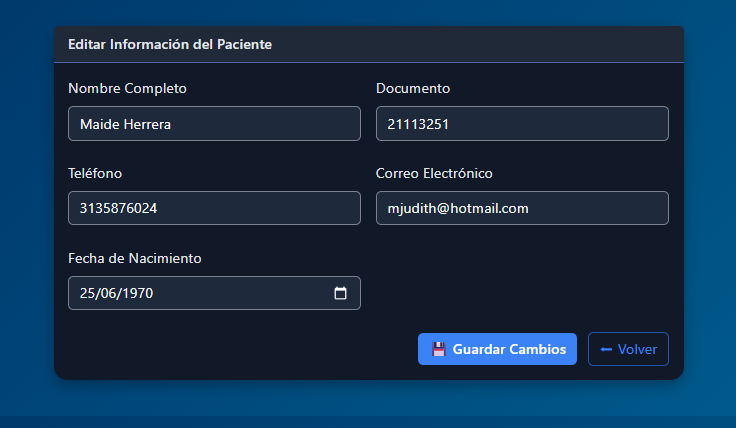 Editar Información del Paciente
Nombre Completo Documento
Maide Herrera 21113251
Teléfono Correo Electrónico
3135876024 mjudith@hotmail.com
Fecha de Nacimiento
25/06/1970
Guardar Cambios Volver